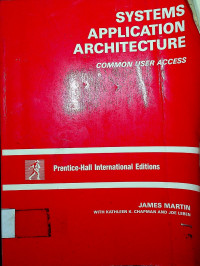 SYSTEMS
APPLICATION
ARCHITECTURE
COMMON USER ACCESS
Prentice-Hall International Editions
JAMES MARTIN
WITH KATHLEEN K. CHAPMAN AND JOE LEBEN